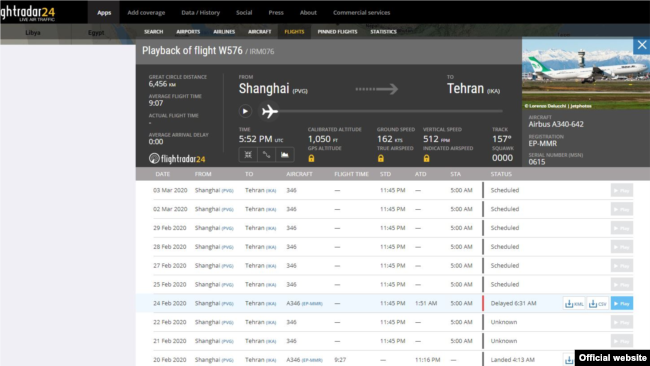 ghtradar24
LIVE AIR TRAFFIC
Apps Add coverage Data / History Social Press About Commercial services
Libya Egypt
SEARCH AIRPORTS AIRLINES AIRCRAFT FLIGHTS PINNED FLIGHTS STATISTICS
Playback of flight W576 / IRM076
GREAT CIRCLE DISTANCE
6,456 KM
AVERAGE FLIGHT TIME
9:07
ACTUAL FLIGHT TIME
-
AVERAGE ARRIVAL DELAY
0:00
flightradar24
FROM
Shanghai (PVG)
TO
Tehran (IKA)
TIME
5:52 PM UTC
CALIBRATED ALTITUDE
1,050 FT
GPS ALTITUDE
GROUND SPEED
162 KTS
TRUE AIRSPEED
VERTICAL SPEED
512 FPM
INDICATED AIRSPEED
TRACK
157°
SQUAWK
0000
© Lorenzo Delucchi | Jetphotos
AIRCRAFT
Airbus A340-642
REGISTRATION
EP-MMR
SERIAL NUMBER (MSN)
0615
DATE FROM TO AIRCRAFT FLIGHT TIME STD ATD STA STATUS
03 Mar 2020 Shanghai (PVG) Tehran (IKA) 346 — 11:45 PM — 5:00 AM Scheduled Play
02 Mar 2020 Shanghai (PVG) Tehran (IKA) 346 — 11:45 PM — 5:00 AM Scheduled Play
29 Feb 2020 Shanghai (PVG) Tehran (IKA) 346 — 11:45 PM — 5:00 AM Scheduled Play
28 Feb 2020 Shanghai (PVG) Tehran (IKA) 346 — 11:45 PM — 5:00 AM Scheduled Play
27 Feb 2020 Shanghai (PVG) Tehran (IKA) 346 — 11:45 PM — 5:00 AM Scheduled Play
25 Feb 2020 Shanghai (PVG) Tehran (IKA) 346 — 11:45 PM — 5:00 AM Scheduled Play
24 Feb 2020 Shanghai (PVG) Tehran (IKA) A346 (EP-MMR) — 11:45 PM 1:51 AM 5:00 AM Delayed 6:31 AM KML CSV Play
22 Feb 2020 Shanghai (PVG) Tehran (IKA) 346 — 11:45 PM — 5:00 AM Unknown Play
21 Feb 2020 Shanghai (PVG) Tehran (IKA) 346 — 11:45 PM — 5:00 AM Unknown Play
20 Feb 2020 Shanghai (PVG) Tehran (IKA) A346 (EP-MMR) 9:27 — 11:16 PM — Landed 4:13 AM
Official website